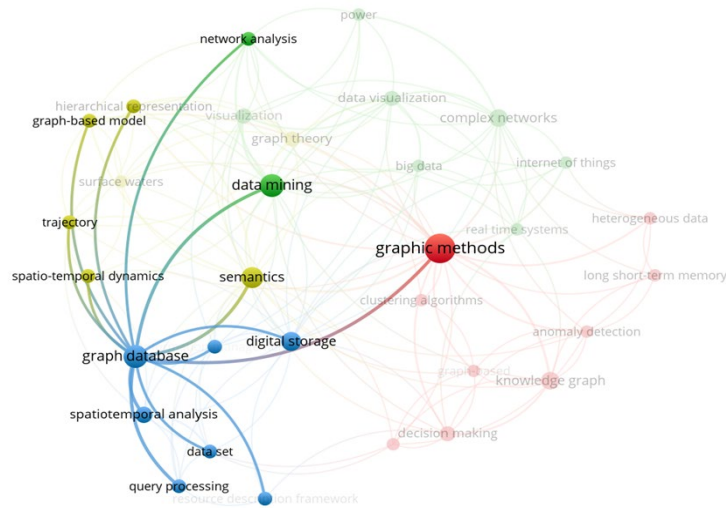 power
network analysis
data visualization
hierarchical representation
visualization
complex networks
graph-based model
graph theory
internet of things
big data
surface waters
data mining
trajectory
heterogeneous data
real time systems
graphic methods
spatio-temporal dynamics
semantics
long short-term memory
clustering algorithms
anomaly detection
digital storage
graph database
knowledge graph
spatiotemporal analysis
decision making
data set
query processing
resource description framework